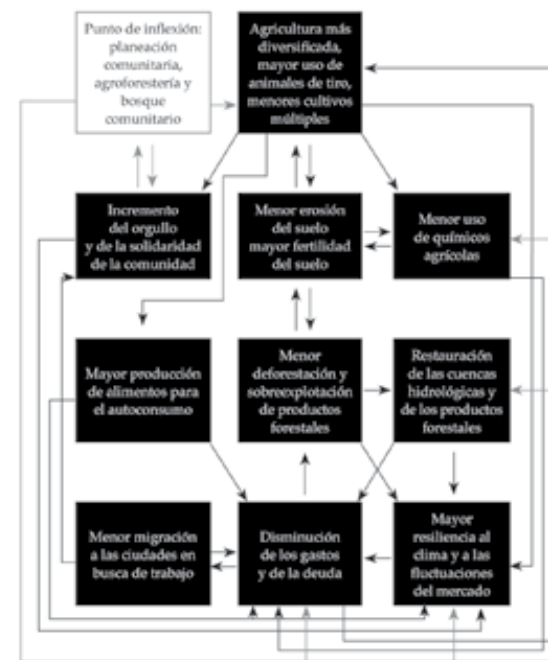 Punto de inflexión:
planeación
comunitaria,
agroforestería y
bosque
comunitario
Agricultura más
diversificada,
mayor uso de
animales de tiro,
menores cultivos
múltiples
Incremento
del orgullo
y de la solidaridad
de la comunidad
Menor erosión
del suelo
mayor fertilidad
del suelo
Menor uso
de químicos
agrícolas
Mayor producción
de alimentos para
el autoconsumo
Menor
deforestación y
sobreexplotación
de productos
forestales
Restauración
de las cuencas
hidrológicas y
de los productos
forestales
Menor migración
a las ciudades en
busca de trabajo
Disminución
de los gastos
y de la deuda
Mayor
resiliencia al
clima y a las
fluctuaciones
del mercado